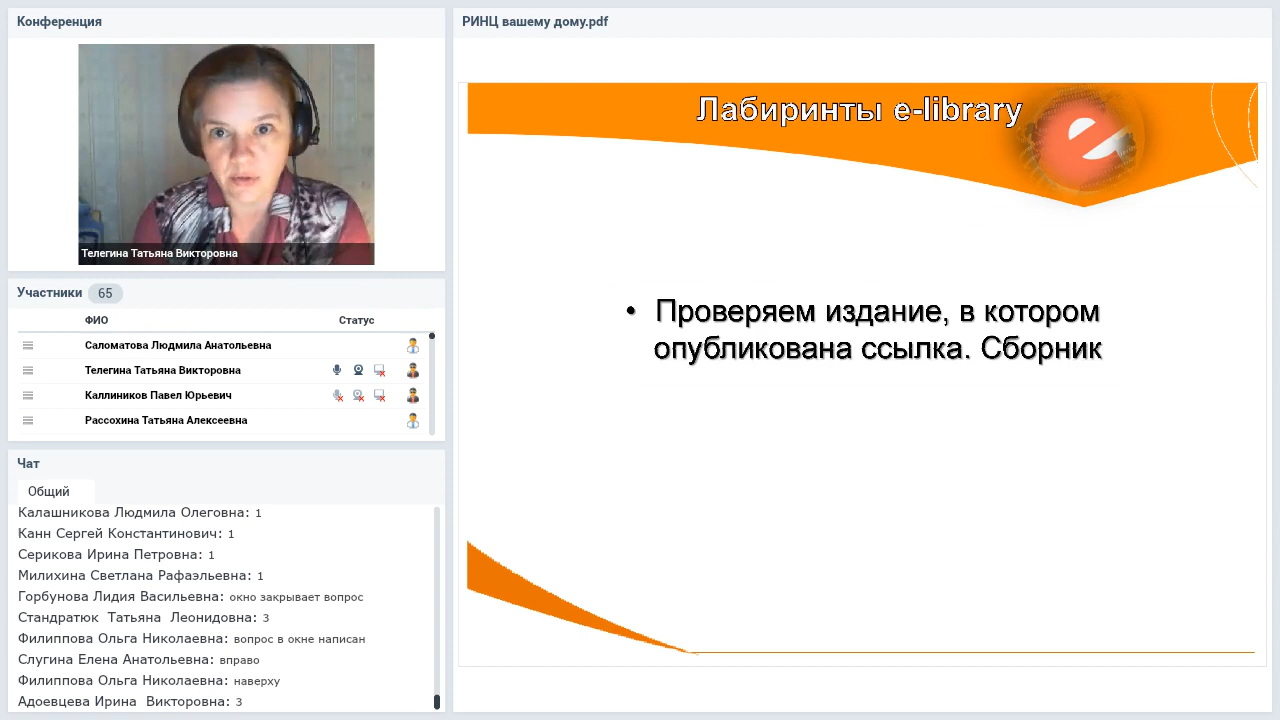 Конференция
Телегина Татьяна Викторовна
Участники 65
ФИО Статус
Саломатова Людмила Анатольевна
Телегина Татьяна Викторовна
Каллиников Павел Юрьевич
Рассохина Татьяна Алексеевна
Чат
Общий
Калашникова Людмила Олеговна: 1
Канн Сергей Константинович: 1
Серикова Ирина Петровна: 1
Милихина Светлана Рафаэльевна: 1
Горбунова Лидия Васильевна: окно закрывает вопрос
Стандратюк Татьяна Леонидовна: 3
Филиппова Ольга Николаевна: вопрос в окне написан
Слугина Елена Анатольевна: вправо
Филиппова Ольга Николаевна: наверху
Адоевцева Ирина Викторовна: 3
РИНЦ вашему дому.pdf
Лабиринты e-library
e
• Проверяем издание, в котором
опубликована ссылка. Сборник